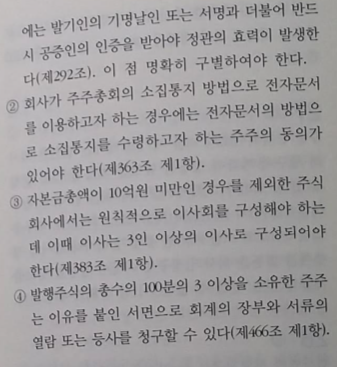 에는 발기인의 기명날인 또는 서명과 더불어 반드
시 공증인의 인증을 받아야 정관의 효력이 발생한
다(제292조). 이 점 명확히 구별하여야 한다.
② 회사가 주주총회의 소집통지 방법으로 전자문서
를 이용하고자 하는 경우에는 전자문서의 방법으
로 소집통지를 수령하고자 하는 주주의 동의가
있어야 한다(제363조 제1항).
③ 자본금총액이 10억원 미만인 경우를 제외한 주식
회사에서는 원칙적으로 이사회를 구성해야 하는
데 이때 이사는 3인 이상의 이사로 구성되어야
한다(제383조 제1항).
④ 발행주식의 총수의 100분의 3 이상을 소유한 주주
는 이유를 붙인 서면으로 회계의 장부와 서류의
열람 또는 등사를 청구할 수 있다(제466조 제1항).